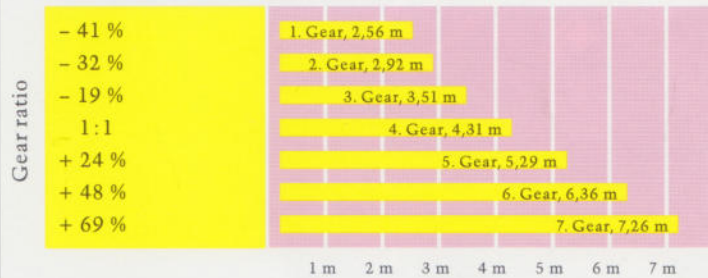 Gear ratio
– 41 % 1. Gear, 2,56 m
– 32 % 2. Gear, 2,92 m
– 19 % 3. Gear, 3,51 m
1:1 4. Gear, 4,31 m
+ 24 % 5. Gear, 5,29 m
+ 48 % 6. Gear, 6,36 m
+ 69 % 7. Gear, 7,26 m
1 m 2 m 3 m 4 m 5 m 6 m 7 m